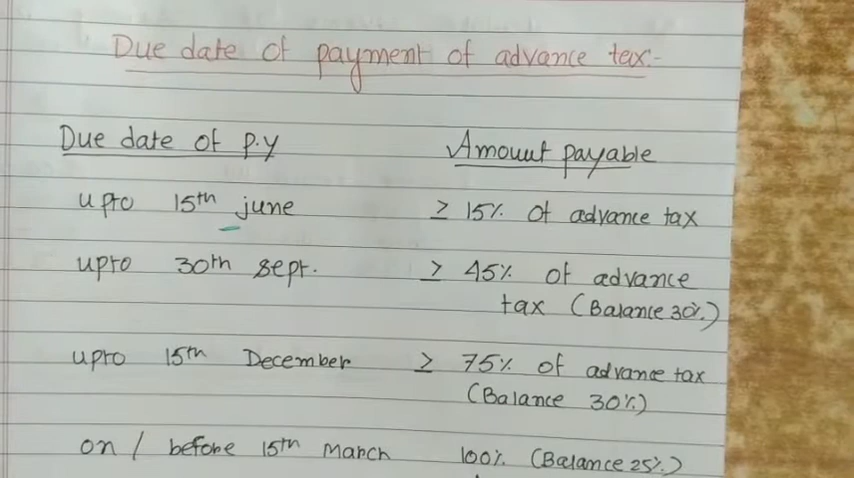 Due date of payment of advance tax:-
Due date of P.Y Amount payable
upto 15th june ≥ 15% of advance tax
upto 30th sept. ≥ 45% of advance
tax (Balance 30%)
upto 15th December ≥ 75% of advance tax
(Balance 30%)
on / before 15th March 100% (Balance 25%)